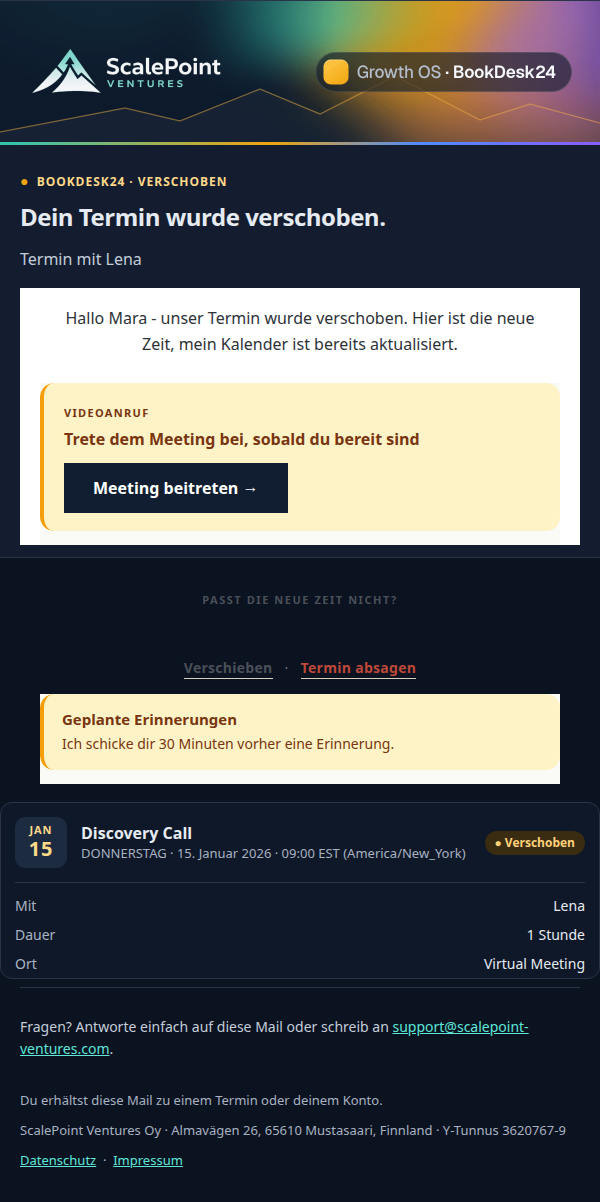 ScalePoint
VENTURES
Growth OS · BookDesk24
● BOOKDESK24 · VERSCHOBEN
Dein Termin wurde verschoben.
Termin mit Lena
Hallo Mara - unser Termin wurde verschoben. Hier ist die neue
Zeit, mein Kalender ist bereits aktualisiert.
VIDEOANRUF
Trete dem Meeting bei, sobald du bereit sind
Meeting beitreten →
PASST DIE NEUE ZEIT NICHT?
Verschieben · Termin absagen
Geplante Erinnerungen
Ich schicke dir 30 Minuten vorher eine Erinnerung.
JAN
15
Discovery Call
DONNERSTAG · 15. Januar 2026 · 09:00 EST (America/New_York)
● Verschoben
Mit Lena
Dauer 1 Stunde
Ort Virtual Meeting
Fragen? Antworte einfach auf diese Mail oder schreib an support@scalepoint-
ventures.com.
Du erhältst diese Mail zu einem Termin oder deinem Konto.
ScalePoint Ventures Oy · Almavägen 26, 65610 Mustasaari, Finnland · Y-Tunnus 3620767-9
Datenschutz · Impressum